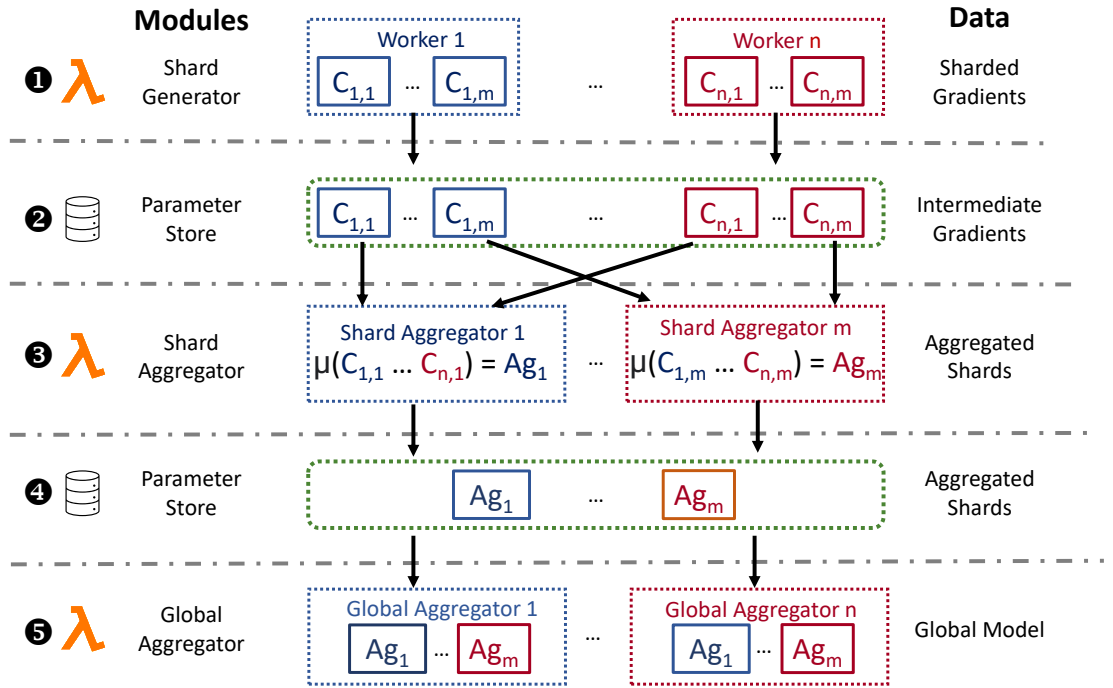 Modules
Data
Worker 1
Worker n
❶ λ Shard Generator
C1,1 ... C1,m
...
Cn,1 ... Cn,m
Sharded Gradients
❷ Parameter Store
C1,1 ... C1,m
...
Cn,1 ... Cn,m
Intermediate Gradients
❸ λ Shard Aggregator
Shard Aggregator 1
μ(C1,1 ... Cn,1) = Ag1
...
Shard Aggregator m
μ(C1,m ... Cn,m) = Agm
Aggregated Shards
❹ Parameter Store
Ag1
...
Agm
Aggregated Shards
❺ λ Global Aggregator
Global Aggregator 1
Ag1 ... Agm
...
Global Aggregator n
Ag1 ... Agm
Global Model